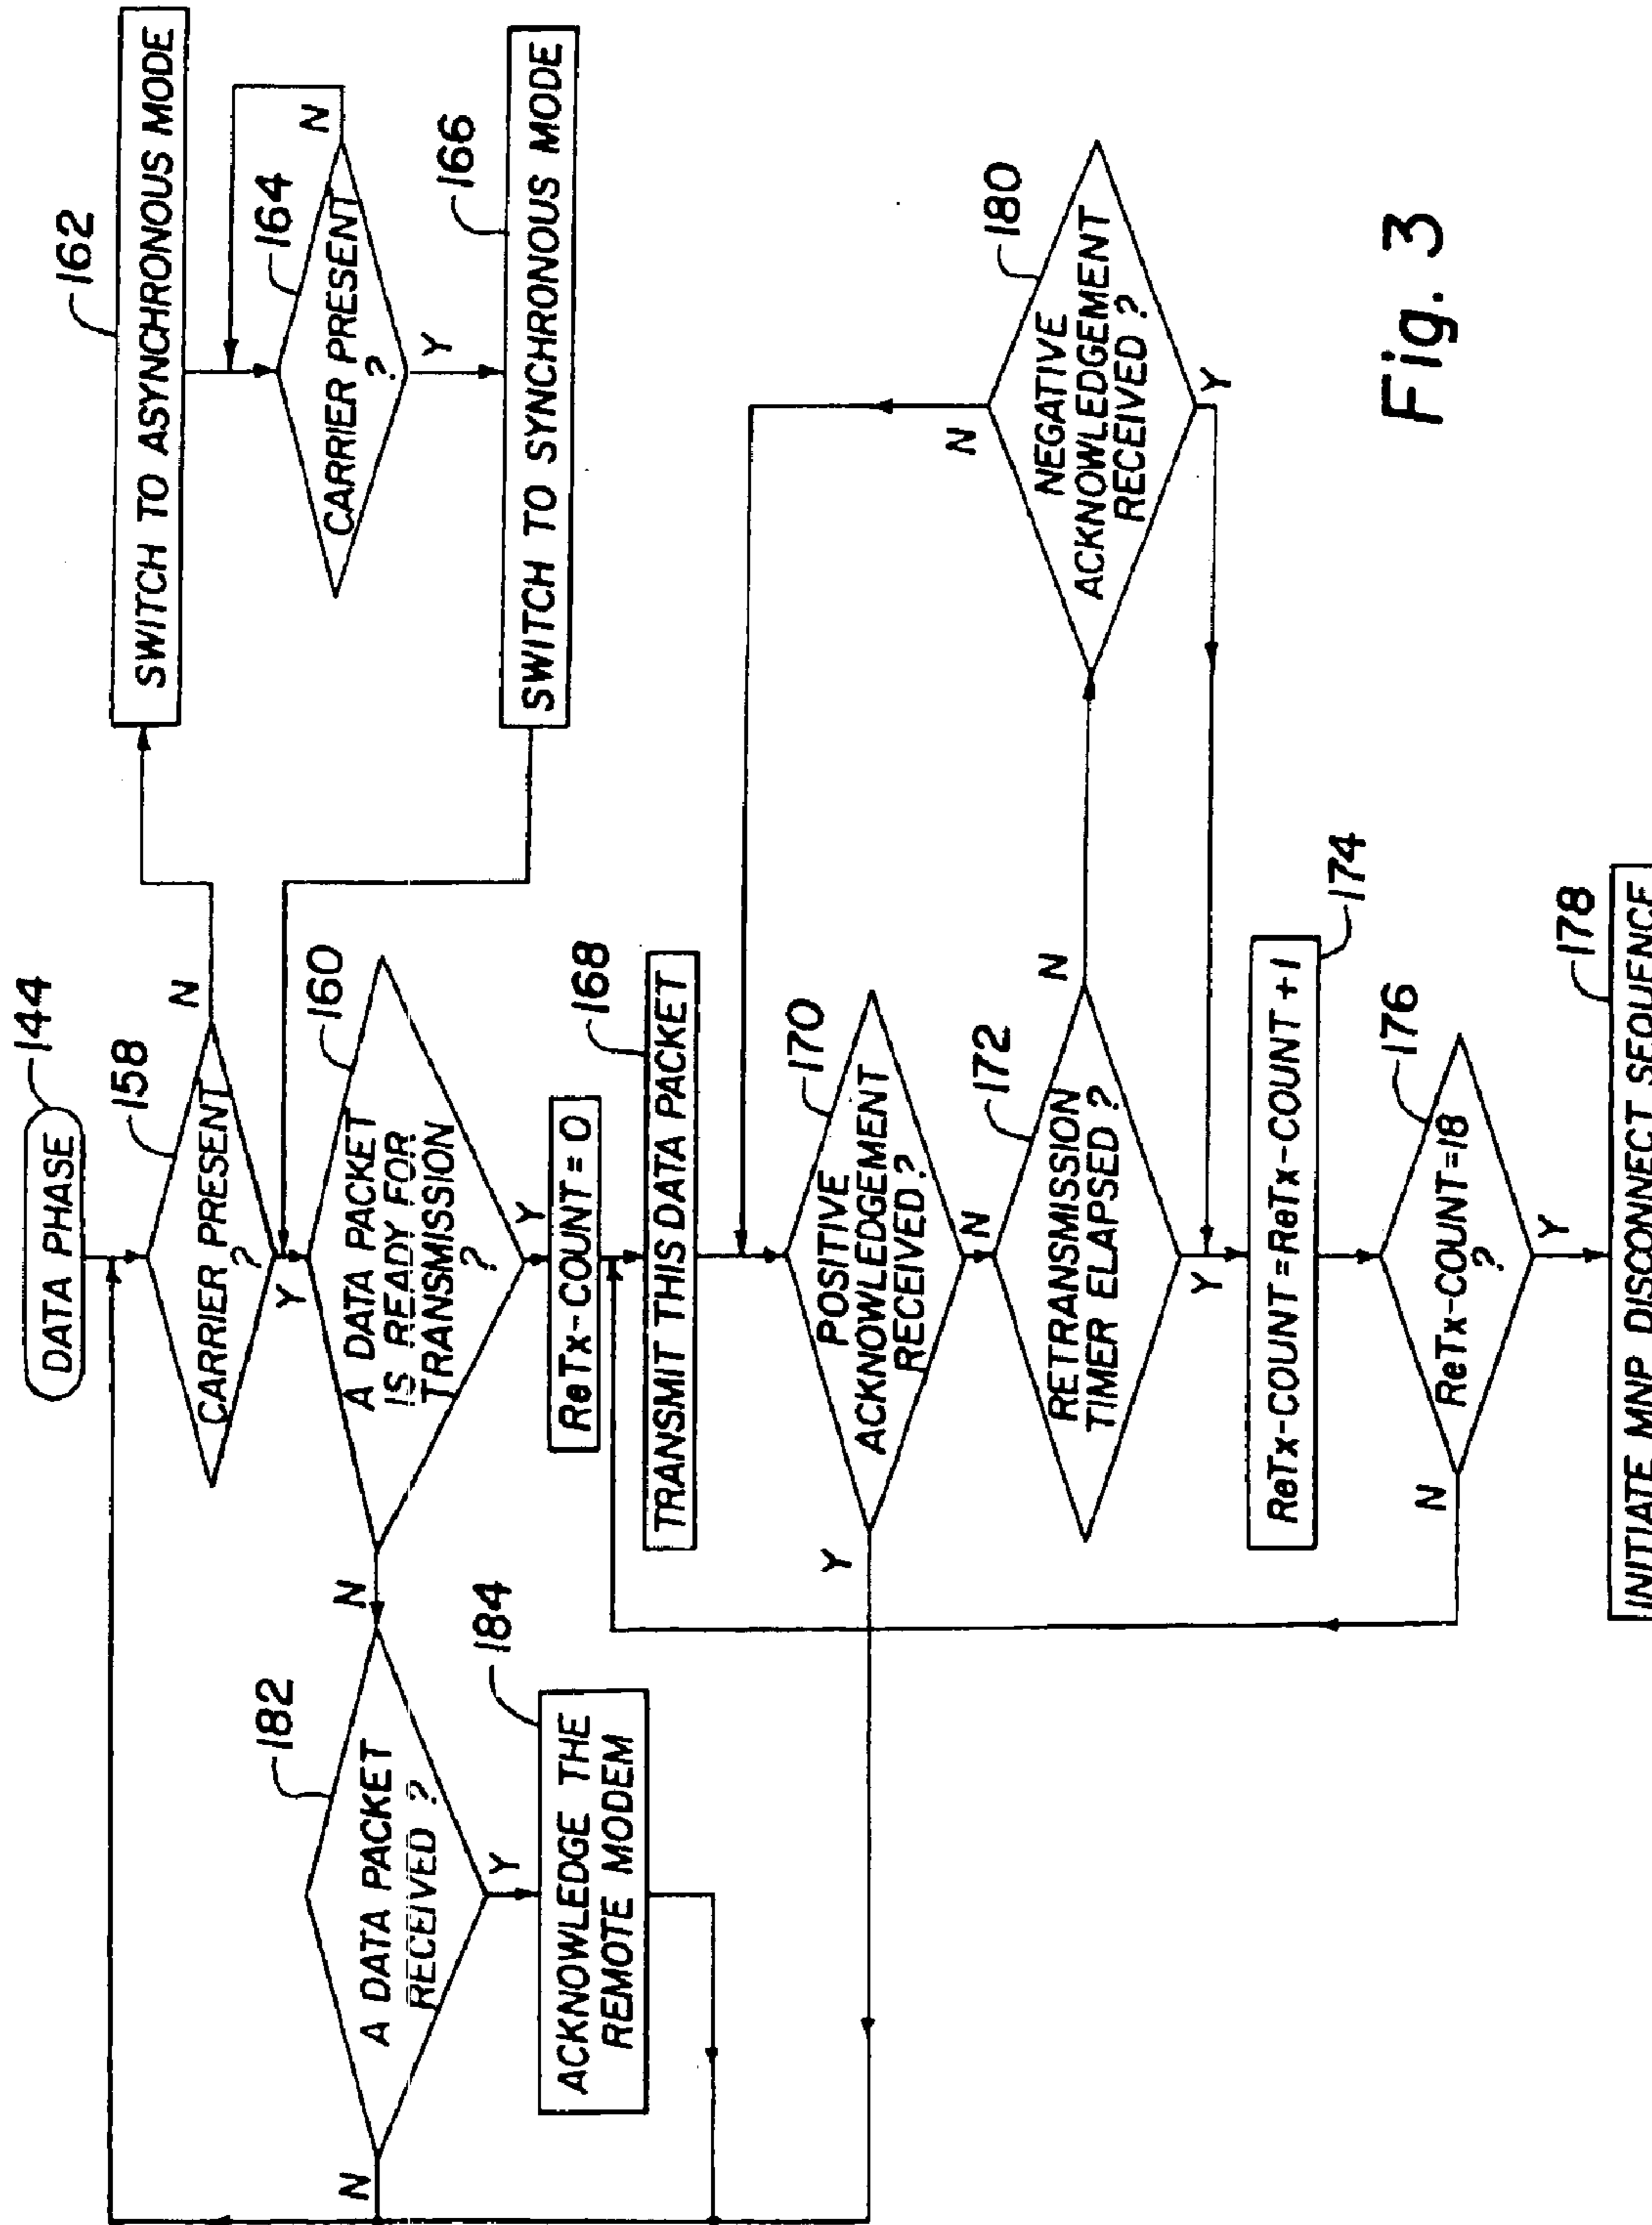 DATA PHASE
144
CARRIER PRESENT
?
158
N
Y
SWITCH TO ASYNCHRONOUS MODE
162
CARRIER PRESENT
?
164
N
Y
SWITCH TO SYNCHRONOUS MODE
166
A DATA PACKET
IS READY FOR
TRANSMISSION
?
160
N
Y
A DATA PACKET
RECEIVED ?
182
N
Y
ACKNOWLEDGE THE
REMOTE MODEM
184
ReTx-COUNT = 0
TRANSMIT THIS DATA PACKET
168
POSITIVE
ACKNOWLEDGEMENT
RECEIVED ?
170
Y
N
RETRANSMISSION
TIMER ELAPSED ?
172
N
Y
NEGATIVE
ACKNOWLEDGEMENT
RECEIVED ?
180
N
Y
ReTx-COUNT = ReTx-COUNT +1
174
ReTx-COUNT=18
?
176
N
Y
INITIATE MNP DISCONNECT SEQUENCE
178
Fig. 3